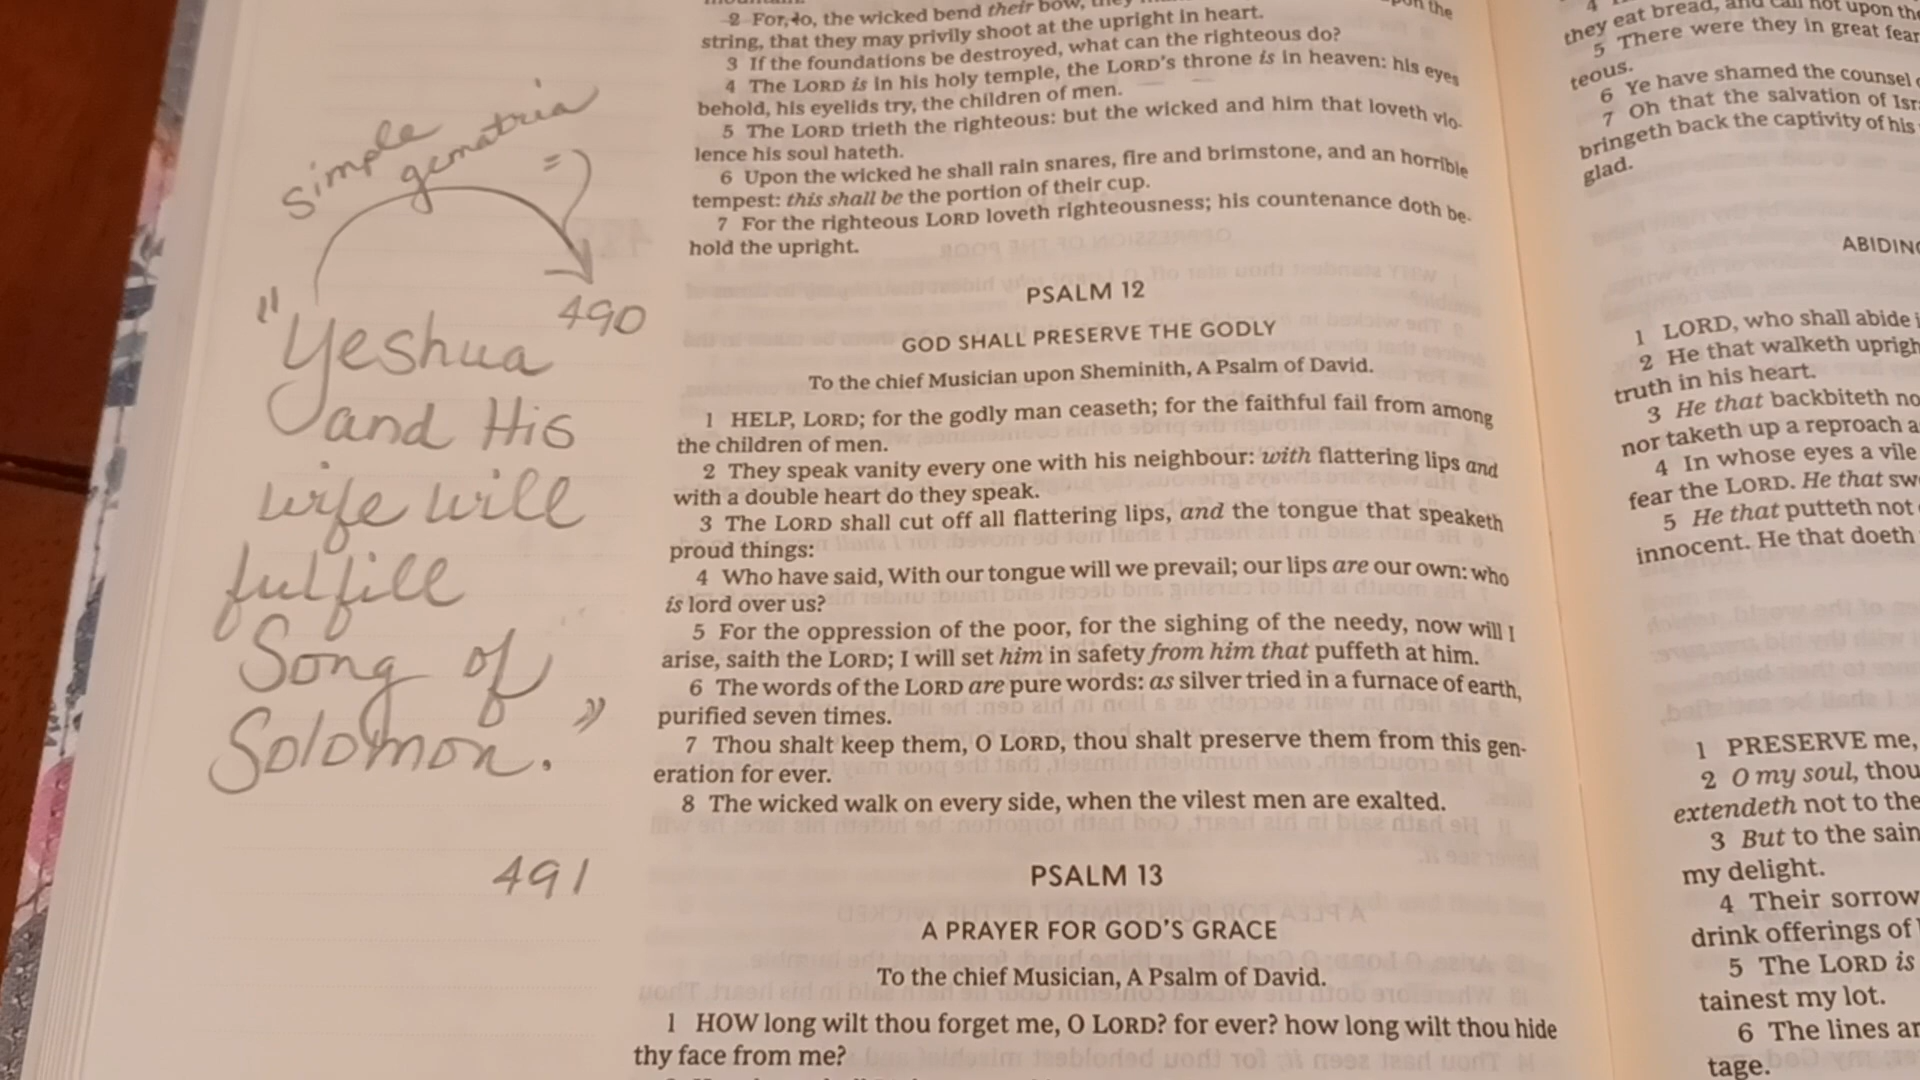 simple
gematria
=
490
"Yeshua
and His
wife will
fulfill
Song of
Solomon."
491
2 For, lo, the wicked bend their bow, they
string, that they may privily shoot at the upright in heart.
3 If the foundations be destroyed, what can the righteous do?
4 The LORD is in his holy temple, the LORD's throne is in heaven: his eyes
behold, his eyelids try, the children of men.
5 The LORD trieth the righteous: but the wicked and him that loveth vio-
lence his soul hateth.
6 Upon the wicked he shall rain snares, fire and brimstone, and an horrible
tempest: this shall be the portion of their cup.
7 For the righteous LORD loveth righteousness; his countenance doth be-
hold the upright.
PSALM 12
GOD SHALL PRESERVE THE GODLY
To the chief Musician upon Sheminith, A Psalm of David.
1 HELP, LORD; for the godly man ceaseth; for the faithful fail from among
the children of men.
2 They speak vanity every one with his neighbour: with flattering lips and
with a double heart do they speak.
3 The LORD shall cut off all flattering lips, and the tongue that speaketh
proud things:
4 Who have said, With our tongue will we prevail; our lips are our own: who
is lord over us?
5 For the oppression of the poor, for the sighing of the needy, now will I
arise, saith the LORD; I will set him in safety from him that puffeth at him.
6 The words of the LORD are pure words: as silver tried in a furnace of earth,
purified seven times.
7 Thou shalt keep them, O LORD, thou shalt preserve them from this gen-
eration for ever.
8 The wicked walk on every side, when the vilest men are exalted.
PSALM 13
A PRAYER FOR GOD'S GRACE
To the chief Musician, A Psalm of David.
1 HOW long wilt thou forget me, O LORD? for ever? how long wilt thou hide
thy face from me?
they eat bread, and call not upon the
5 There were they in great fear
teous.
6 Ye have shamed the counsel
7 Oh that the salvation of Isr
bringeth back the captivity of his
glad.
ABIDING
1 LORD, who shall abide i
2 He that walketh uprigh
truth in his heart.
3 He that backbiteth no
nor taketh up a reproach a
4 In whose eyes a vile
fear the LORD. He that sw
5 He that putteth not
innocent. He that doeth
1 PRESERVE me,
2 O my soul, thou
extendeth not to the
3 But to the sain
my delight.
4 Their sorrow
drink offerings of
5 The LORD is
tainest my lot.
6 The lines ar
tage.